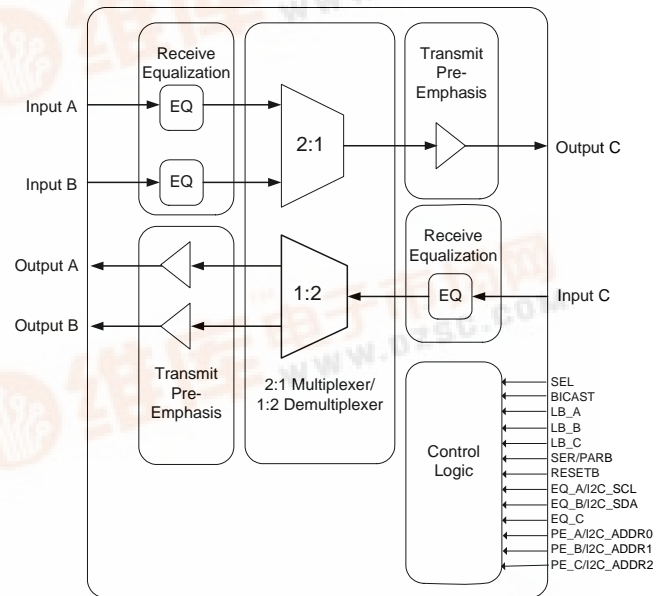 Receive
Equalization
Transmit
Pre-
Emphasis
Input A
EQ
2:1
Output C
Input B
EQ
Receive
Equalization
Output A
1:2
EQ
Input C
Output B
Transmit
Pre-
Emphasis
2:1 Multiplexer/
1:2 Demultiplexer
Control
Logic
SEL
BICAST
LB_A
LB_B
LB_C
SER/PARB
RESETB
EQ_A/I2C_SCL
EQ_B/I2C_SDA
EQ_C
PE_A/I2C_ADDR0
PE_B/I2C_ADDR1
PE_C/I2C_ADDR2